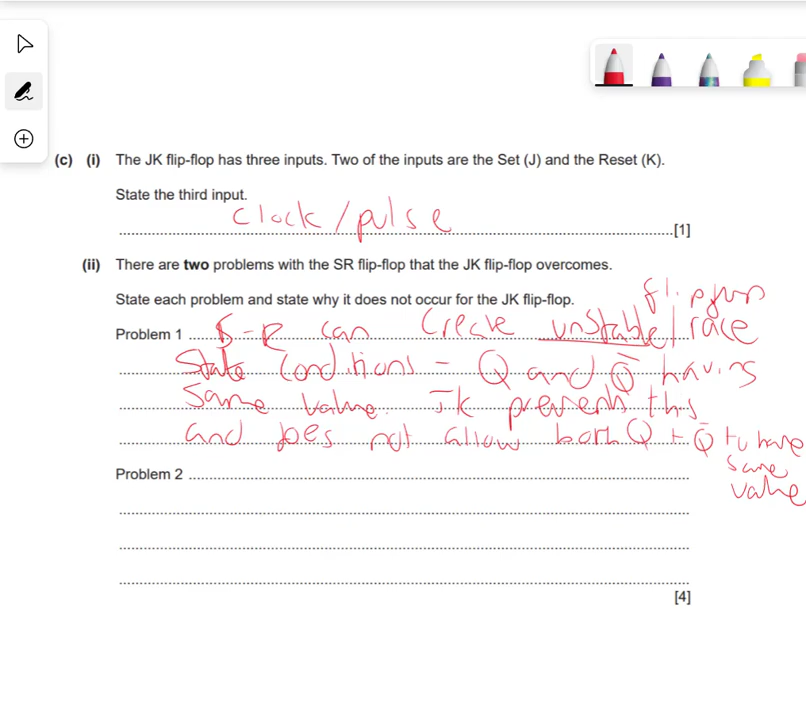 (c) (i) The JK flip-flop has three inputs. Two of the inputs are the Set (J) and the Reset (K).
State the third input.
clock/pulse
[1]
(ii) There are two problems with the SR flip-flop that the JK flip-flop overcomes.
State each problem and state why it does not occur for the JK flip-flop.
flipflop
Problem 1 S-R can create unstable/race
State conditions - Q and Q̅ having
same value. JK prevents this
and does not allow both Q + Q̅ to have
same
value
Problem 2
[4]